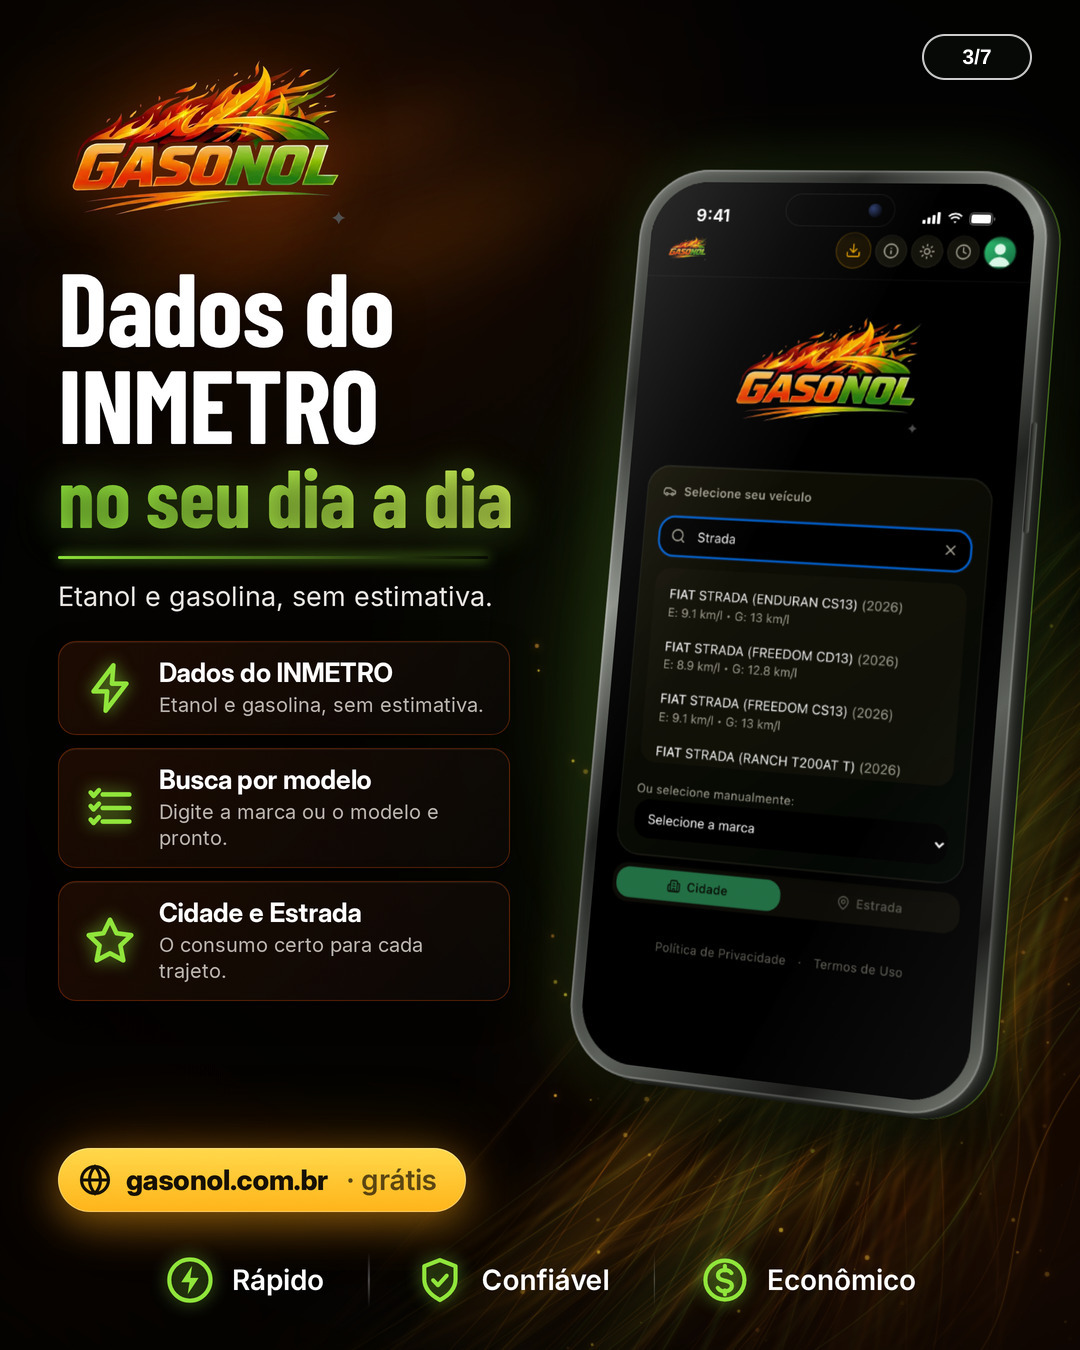 3/7
GASONOL
Dados do
INMETRO
no seu dia a dia
Etanol e gasolina, sem estimativa.
Dados do INMETRO
Etanol e gasolina, sem estimativa.
Busca por modelo
Digite a marca ou o modelo e
pronto.
Cidade e Estrada
O consumo certo para cada
trajeto.
9:41
GASONOL
GASONOL
Selecione seu veículo
Strada
FIAT STRADA (ENDURAN CS13) (2026)
E: 9.1 km/l • G: 13 km/l
FIAT STRADA (FREEDOM CD13) (2026)
E: 8.9 km/l • G: 12.8 km/l
FIAT STRADA (FREEDOM CS13) (2026)
E: 9.1 km/l • G: 13 km/l
FIAT STRADA (RANCH T200AT T) (2026)
Ou selecione manualmente:
Selecione a marca
Cidade
Estrada
Política de Privacidade · Termos de Uso
gasonol.com.br · grátis
Rápido
Confiável
Econômico